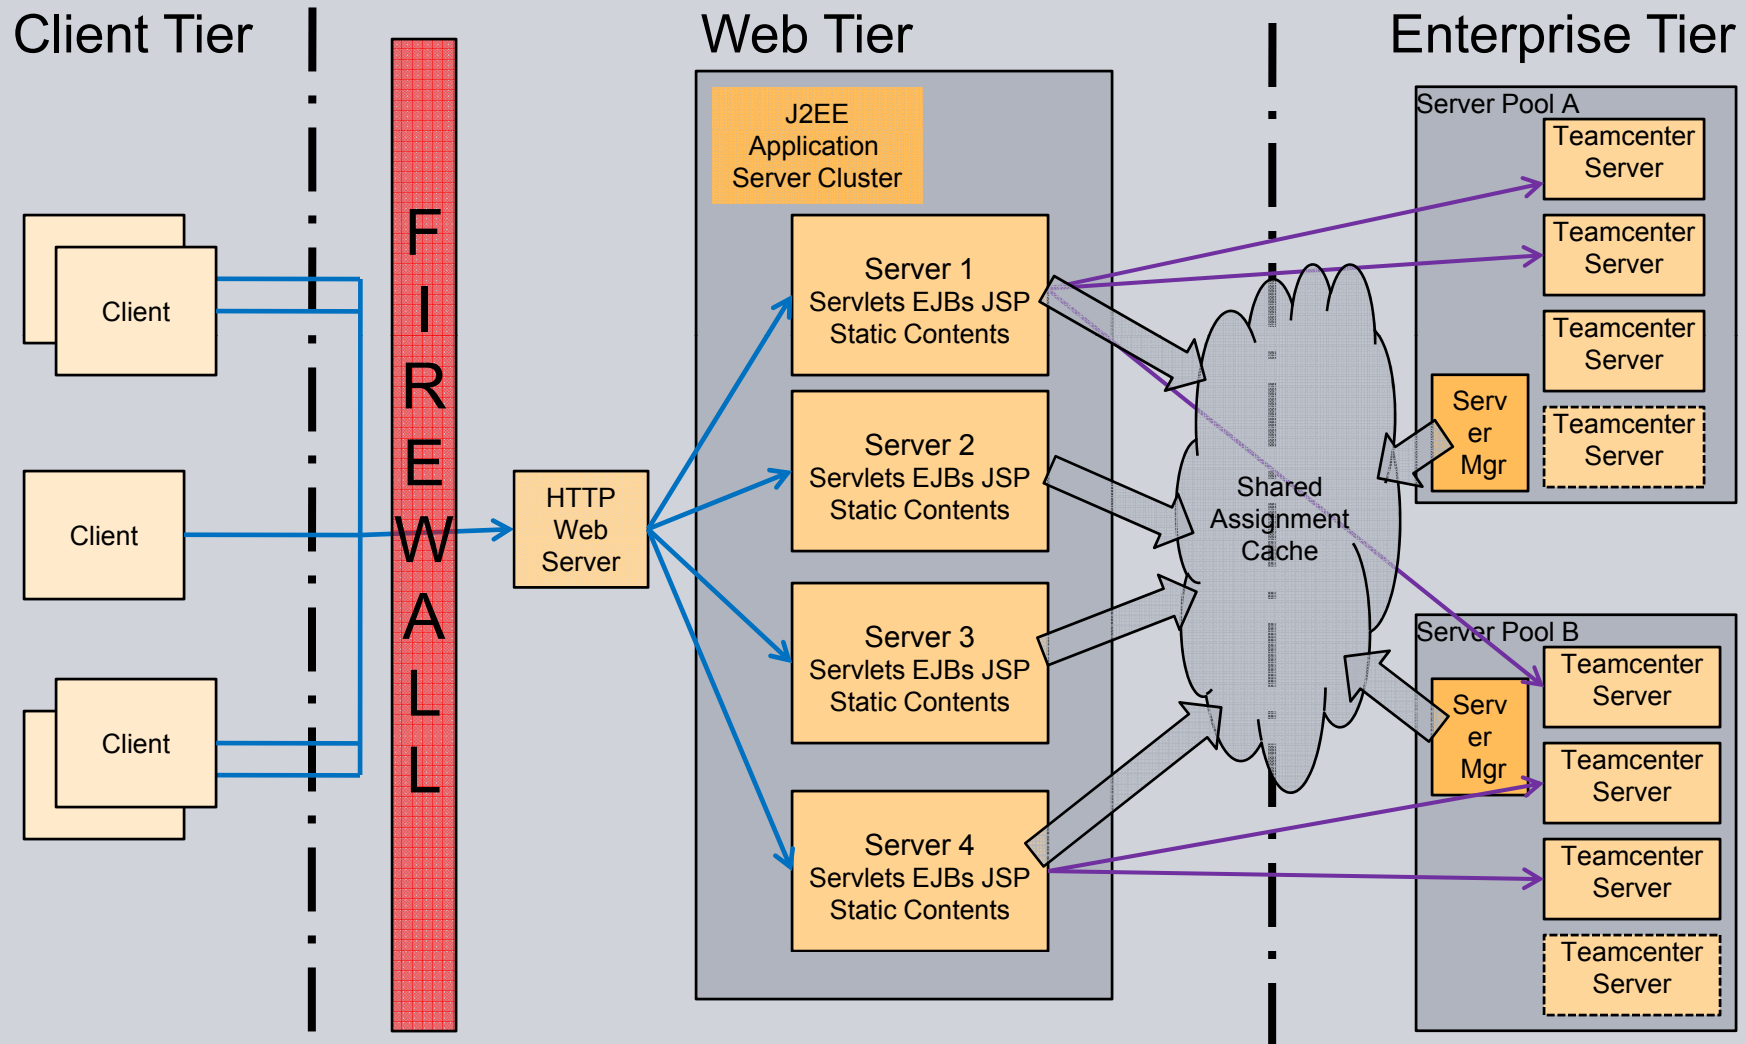 Client Tier
Web Tier
Enterprise Tier
Client
Client
Client
F
I
R
E
W
A
L
L
HTTP
Web
Server
J2EE
Application
Server Cluster
Server 1
Servlets EJBs JSP
Static Contents
Server 2
Servlets EJBs JSP
Static Contents
Server 3
Servlets EJBs JSP
Static Contents
Server 4
Servlets EJBs JSP
Static Contents
Shared
Assignment
Cache
Server Pool A
Teamcenter
Server
Teamcenter
Server
Teamcenter
Server
Teamcenter
Server
Serv
er
Mgr
Server Pool B
Teamcenter
Server
Teamcenter
Server
Teamcenter
Server
Teamcenter
Server
Serv
er
Mgr